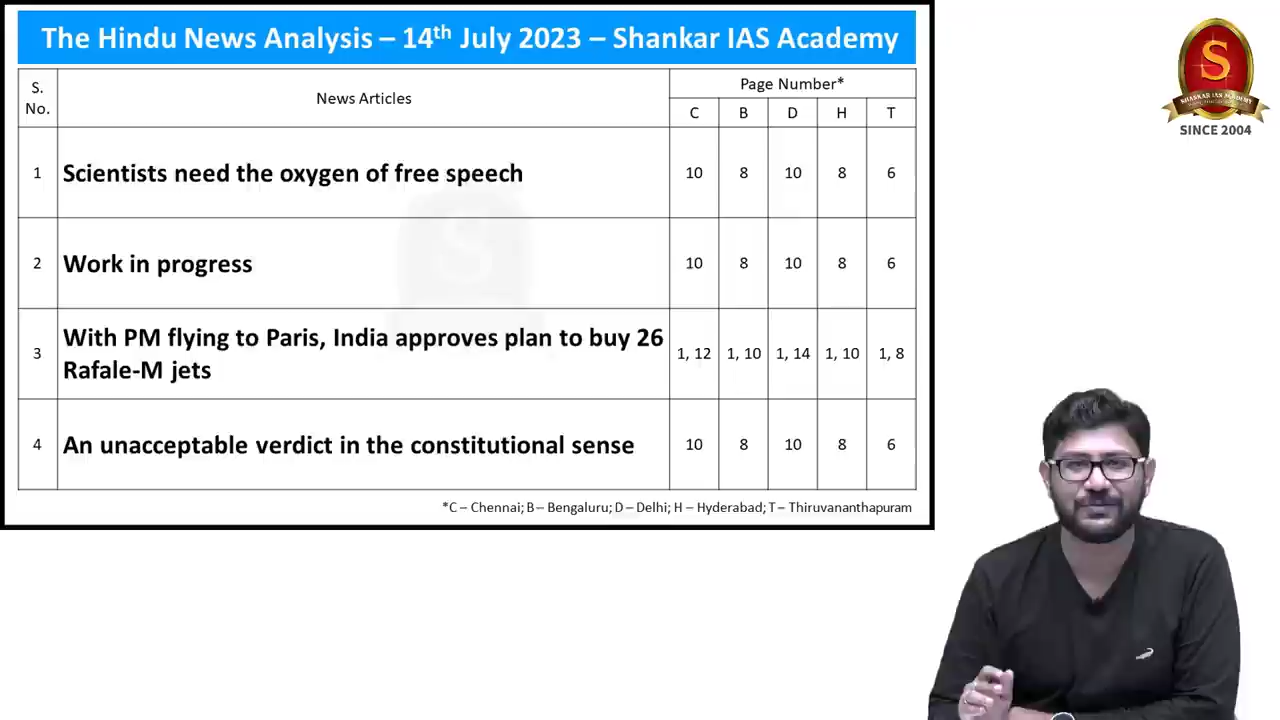 The Hindu News Analysis – 14th July 2023 – Shankar IAS Academy
S. No.
News Articles
Page Number*
C B D H T
1 Scientists need the oxygen of free speech 10 8 10 8 6
2 Work in progress 10 8 10 8 6
3 With PM flying to Paris, India approves plan to buy 26
Rafale-M jets 1, 12 1, 10 1, 14 1, 10 1, 8
4 An unacceptable verdict in the constitutional sense 10 8 10 8 6
*C – Chennai; B – Bengaluru; D – Delhi; H – Hyderabad; T – Thiruvananthapuram
S
SHANKAR IAS ACADEMY
SINCE 2004